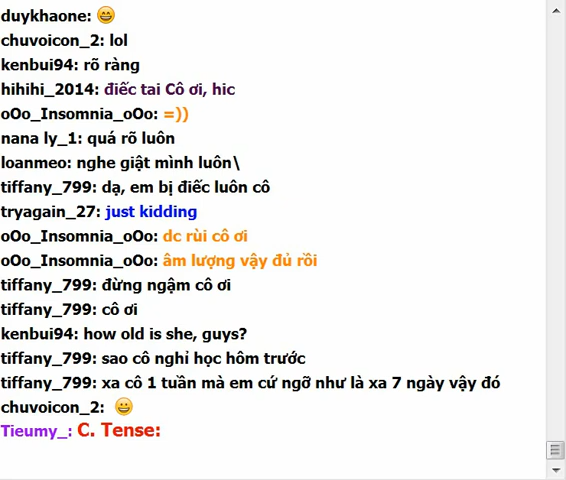 duykhaone: 😄
chuvoicon_2: lol
kenbui94: rõ ràng
hihihi_2014: điếc tai Cô ơi, hic
oOo_Insomnia_oOo: =))
nana ly_1: quá rõ luôn
loanmeo: nghe giật mình luôn\
tiffany_799: dạ, em bị điếc luôn cô
tryagain_27: just kidding
oOo_Insomnia_oOo: dc rùi cô ơi
oOo_Insomnia_oOo: âm lượng vậy đủ rồi
tiffany_799: đừng ngậm cô ơi
tiffany_799: cô ơi
kenbui94: how old is she, guys?
tiffany_799: sao cô nghỉ học hôm trước
tiffany_799: xa cô 1 tuần mà em cứ ngỡ như là xa 7 ngày vậy đó
chuvoicon_2: 😀
Tieumy_: C. Tense: